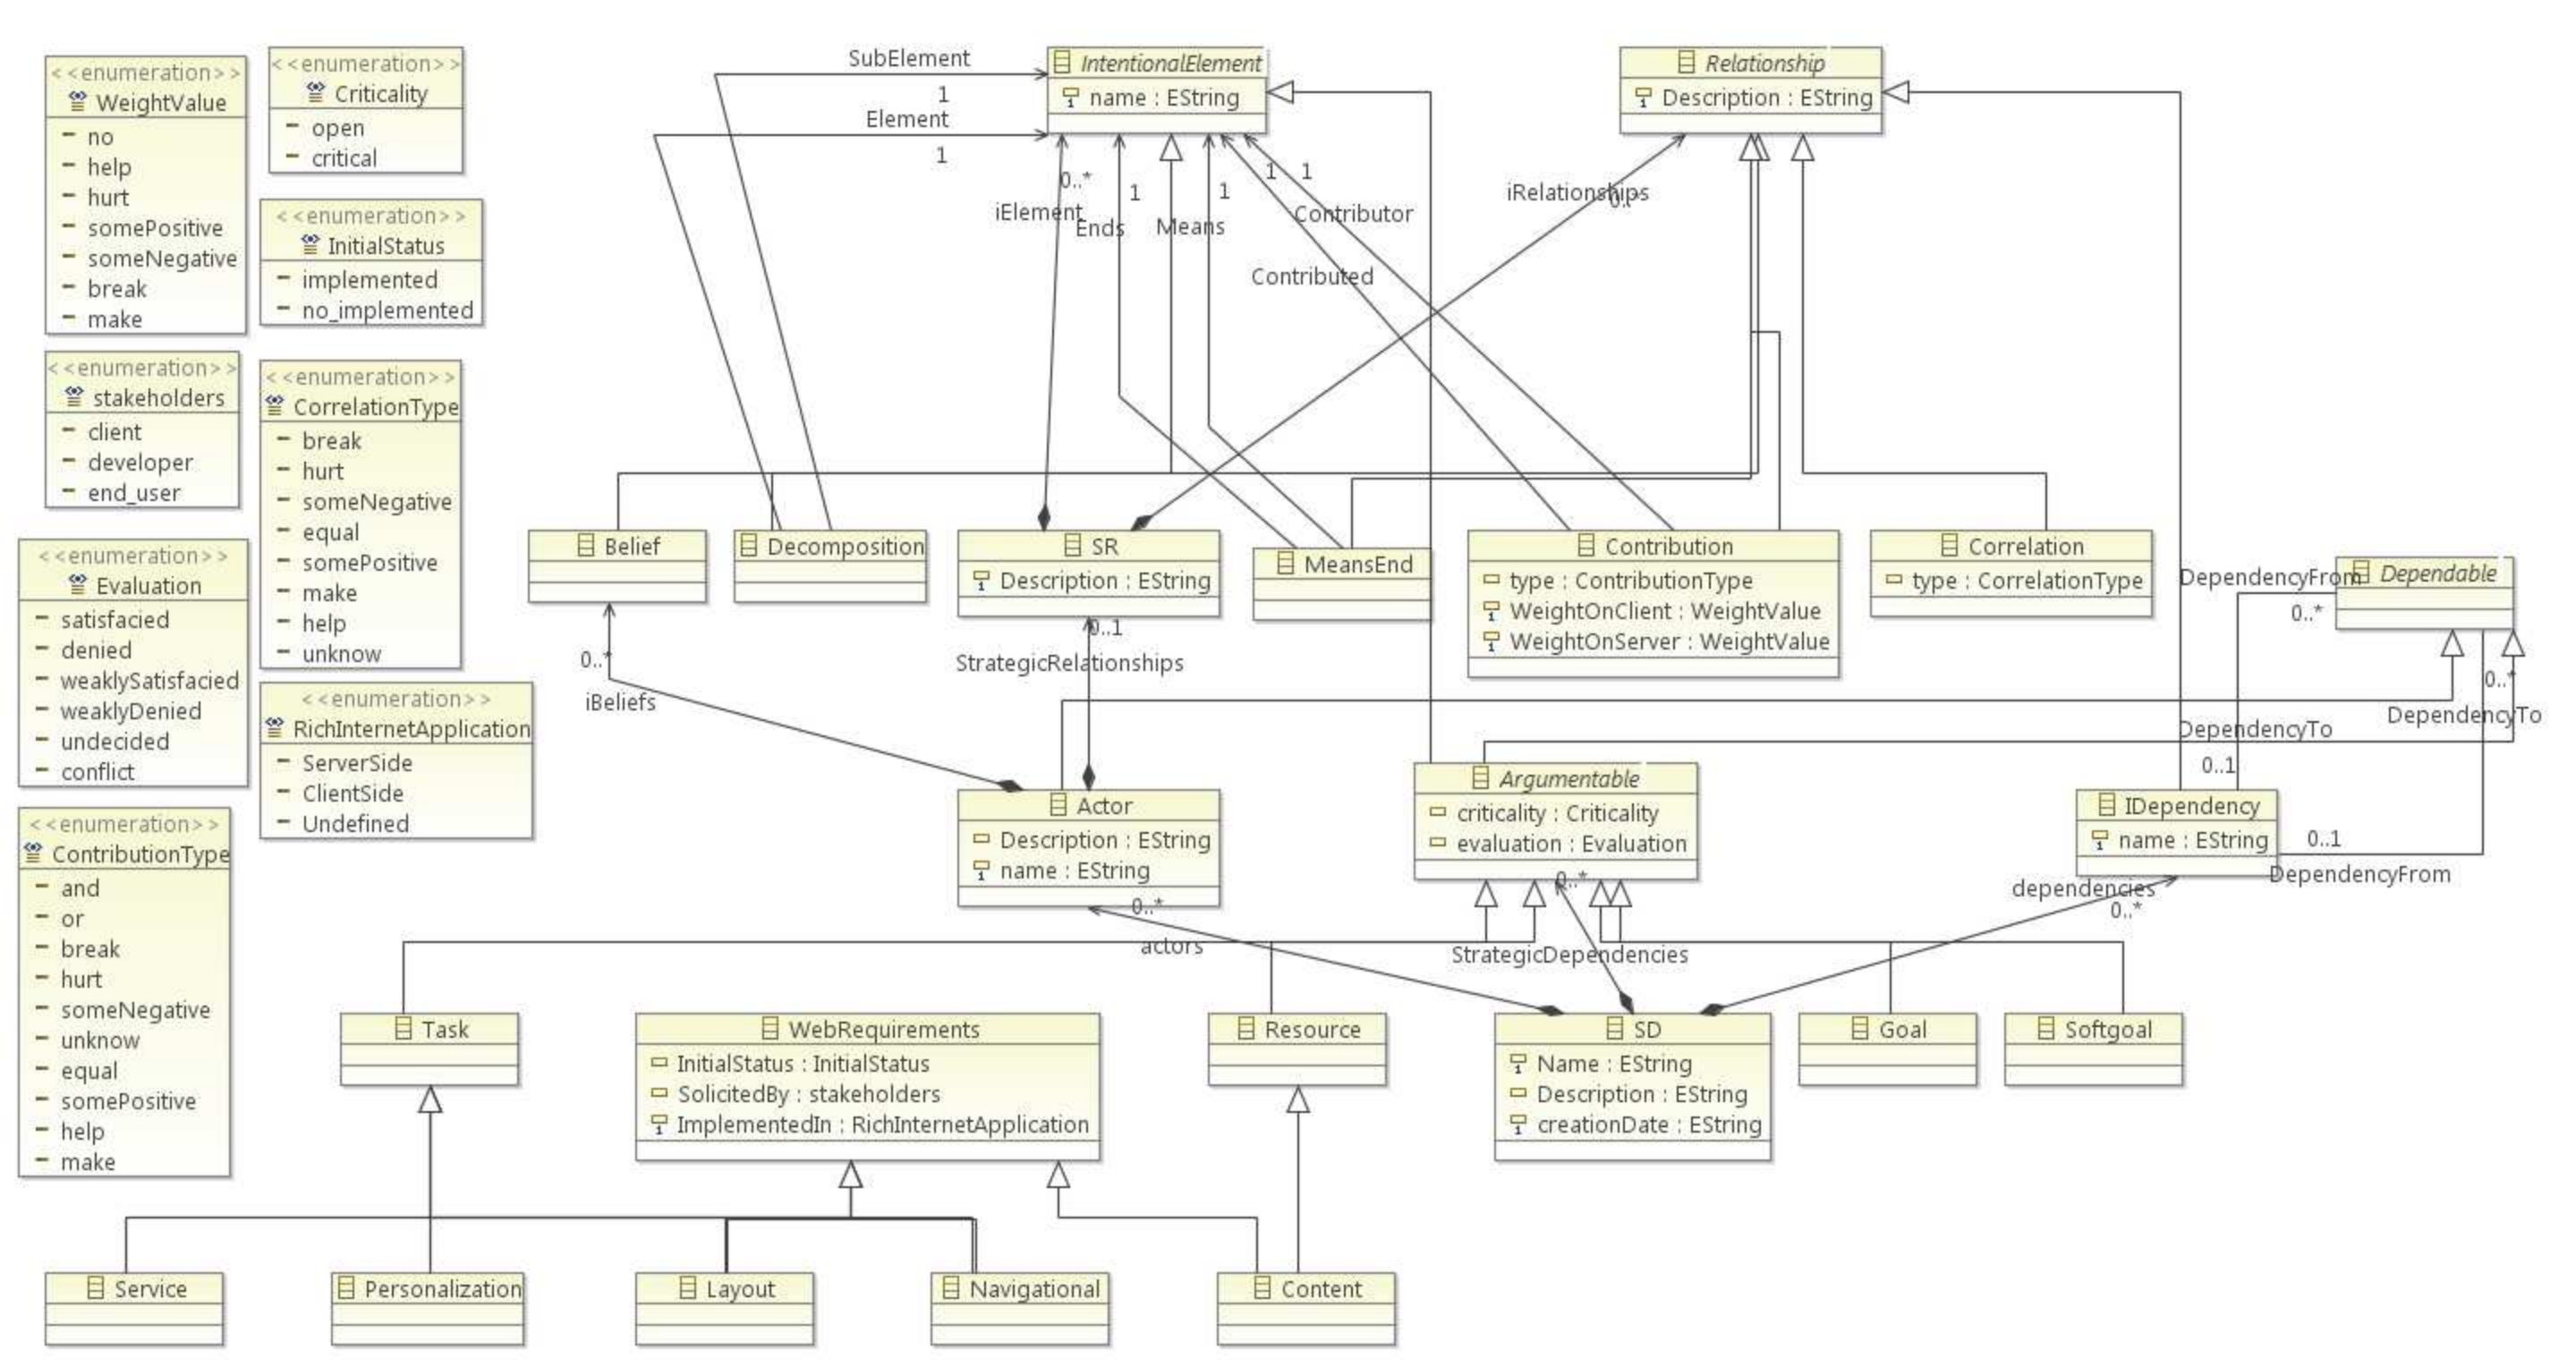 <<enumeration>>
WeightValue
no
help
hurt
somePositive
someNegative
break
make
<<enumeration>>
Criticality
open
critical
<<enumeration>>
InitialStatus
implemented
no_implemented
<<enumeration>>
stakeholders
client
developer
end_user
<<enumeration>>
CorrelationType
break
hurt
someNegative
equal
somePositive
make
help
unknow
<<enumeration>>
Evaluation
satisfacied
denied
weaklySatisfacied
weaklyDenied
undecided
conflict
<<enumeration>>
RichInternetApplication
ServerSide
ClientSide
Undefined
<<enumeration>>
ContributionType
and
or
break
hurt
someNegative
unknow
equal
somePositive
help
make
SubElement
1
Element
1
IntentionalElement
name : EString
Relationship
Description : EString
0..*
iElement
1
Ends
Means
1
1
1
Contributor
Contributed
iRelationships
0..*
Belief
Decomposition
SR
Description : EString
MeansEnd
Contribution
type : ContributionType
WeightOnClient : WeightValue
WeightOnServer : WeightValue
Correlation
type : CorrelationType
DependencyFrom
0..*
Dependable
0..*
iBeliefs
0..1
StrategicRelationships
0..*
DependencyTo
DependencyTo
0..1
Actor
Description : EString
name : EString
0..*
actors
Argumentable
criticality : Criticality
evaluation : Evaluation
0..*
StrategicDependencies
IDependency
name : EString
0..1
DependencyFrom
dependencies
0..*
Task
WebRequirements
InitialStatus : InitialStatus
SolicitedBy : stakeholders
ImplementedIn : RichInternetApplication
Resource
SD
Name : EString
Description : EString
creationDate : EString
Goal
Softgoal
Service
Personalization
Layout
Navigational
Content